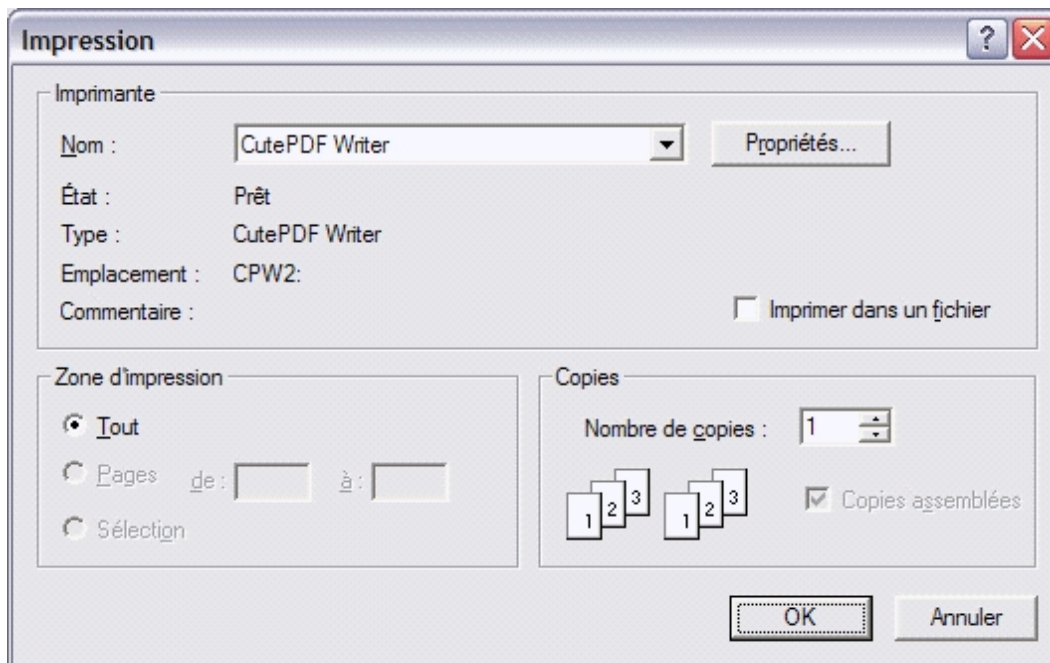 Impression
Imprimante
Nom : CutePDF Writer Propriétés...
État : Prêt
Type : CutePDF Writer
Emplacement : CPW2:
Commentaire : Imprimer dans un fichier
Zone d'impression
Tout
Pages de : à :
Sélection
Copies
Nombre de copies : 1
1 2 3 1 2 3
Copies assemblées
OK Annuler